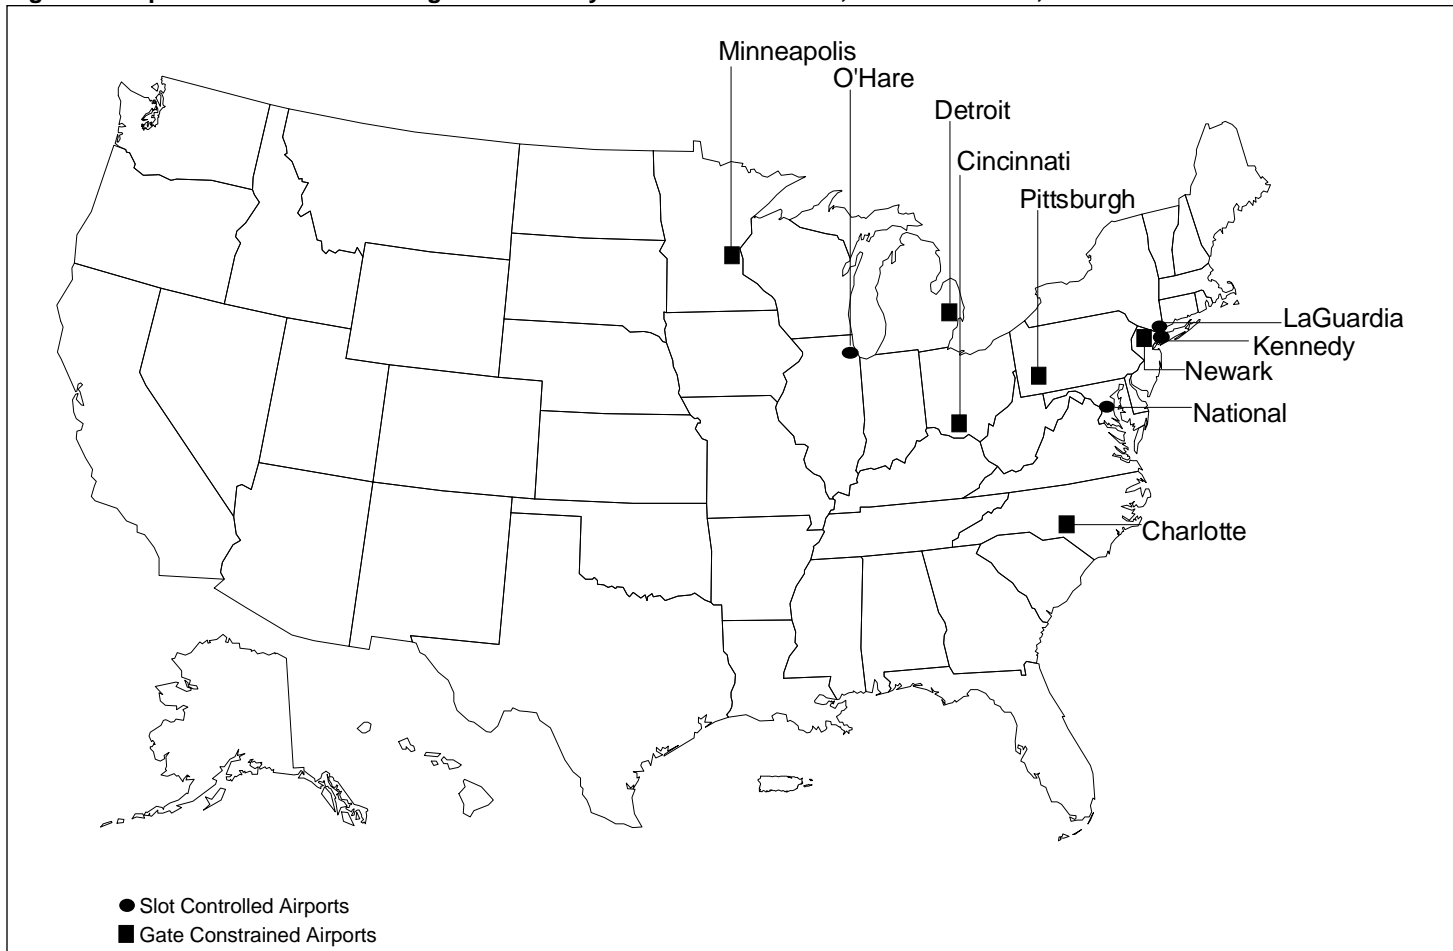 Minneapolis
O'Hare
Detroit
Cincinnati
Pittsburgh
LaGuardia
Kennedy
Newark
National
Charlotte
Slot Controlled Airports
Gate Constrained Airports